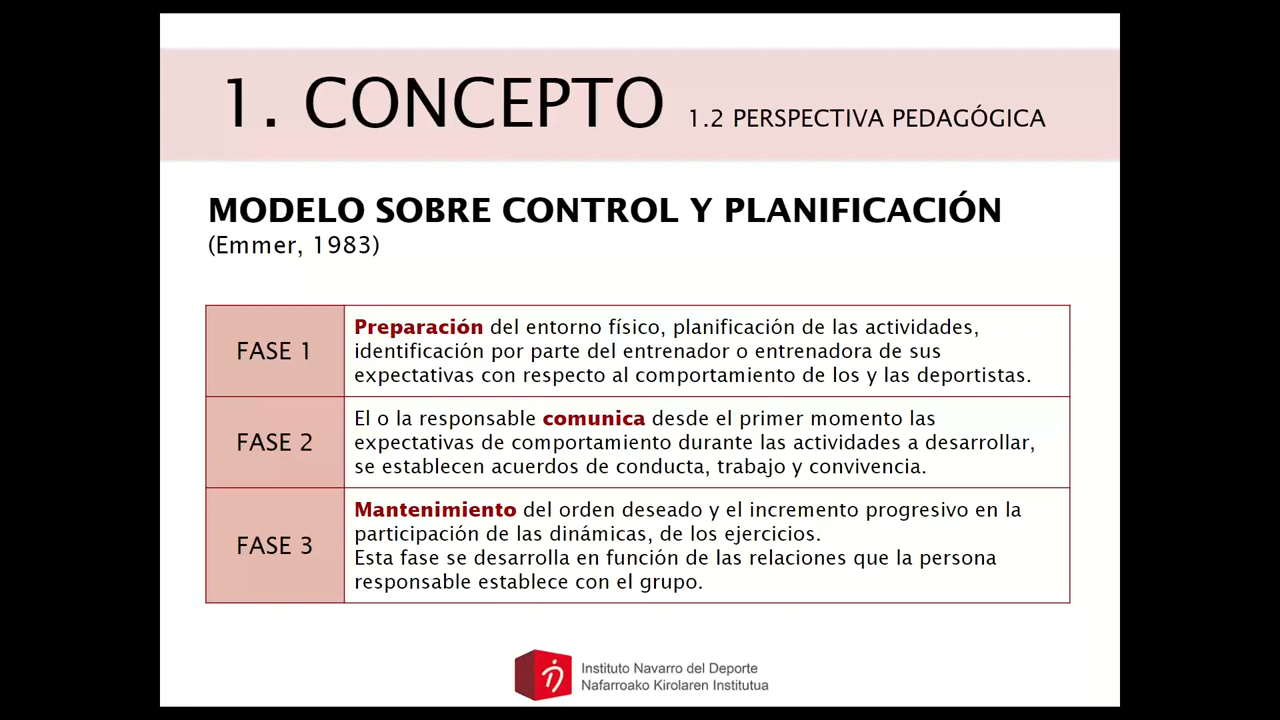 1. CONCEPTO 1.2 PERSPECTIVA PEDAGÓGICA
MODELO SOBRE CONTROL Y PLANIFICACIÓN
(Emmer, 1983)
FASE 1
Preparación del entorno físico, planificación de las actividades,
identificación por parte del entrenador o entrenadora de sus
expectativas con respecto al comportamiento de los y las deportistas.
FASE 2
El o la responsable comunica desde el primer momento las
expectativas de comportamiento durante las actividades a desarrollar,
se establecen acuerdos de conducta, trabajo y convivencia.
FASE 3
Mantenimiento del orden deseado y el incremento progresivo en la
participación de las dinámicas, de los ejercicios.
Esta fase se desarrolla en función de las relaciones que la persona
responsable establece con el grupo.
Instituto Navarro del Deporte
Nafarroako Kirolaren Institutua